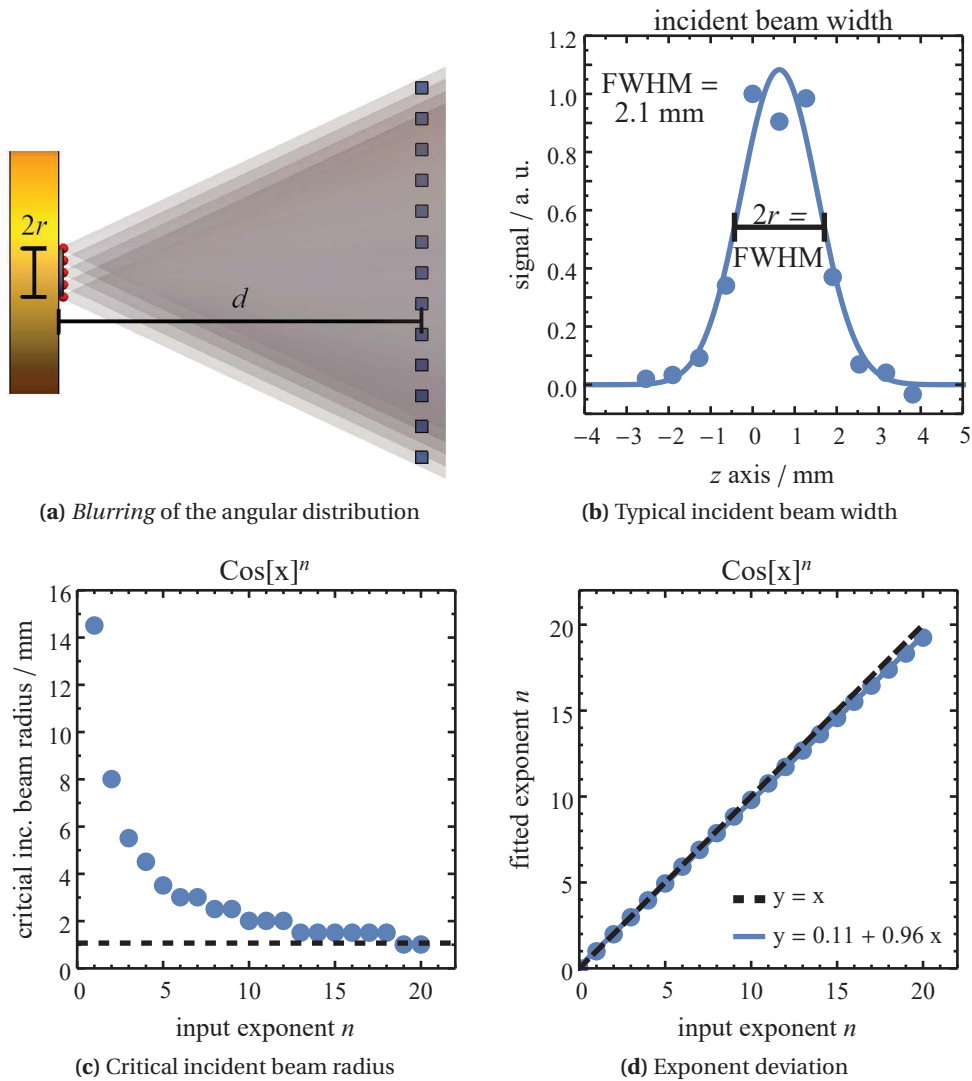 2r
d
(a) Blurring of the angular distribution
incident beam width
FWHM =
2.1 mm
2r =
FWHM
signal / a. u.
1.2
1.0
0.8
0.6
0.4
0.2
0.0
−4 −3 −2 −1 0 1 2 3 4 5
z axis / mm
(b) Typical incident beam width
Cos[x]ⁿ
critcial inc. beam radius / mm
16
14
12
10
8
6
4
2
0
0 5 10 15 20
input exponent n
(c) Critical incident beam radius
Cos[x]ⁿ
fitted exponent n
20
15
10
5
0
y = x
y = 0.11 + 0.96 x
0 5 10 15 20
input exponent n
(d) Exponent deviation